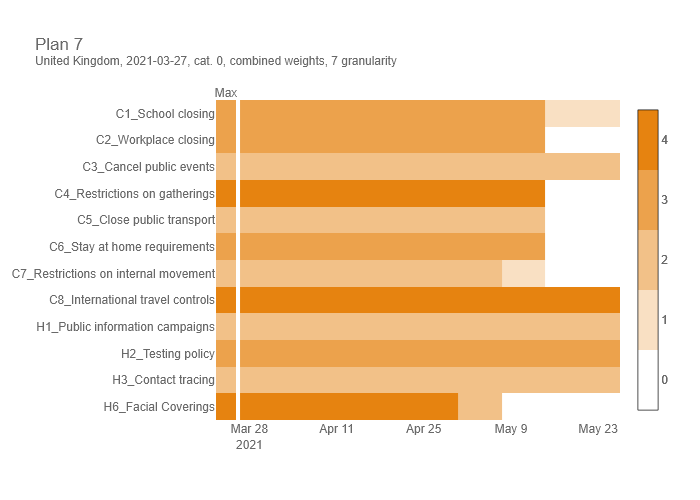 Plan 7
United Kingdom, 2021-03-27, cat. 0, combined weights, 7 granularity
Max
C1_School closing
C2_Workplace closing
C3_Cancel public events
C4_Restrictions on gatherings
C5_Close public transport
C6_Stay at home requirements
C7_Restrictions on internal movement
C8_International travel controls
H1_Public information campaigns
H2_Testing policy
H3_Contact tracing
H6_Facial Coverings
Mar 28 Apr 11 Apr 25 May 9 May 23
2021
4
3
2
1
0